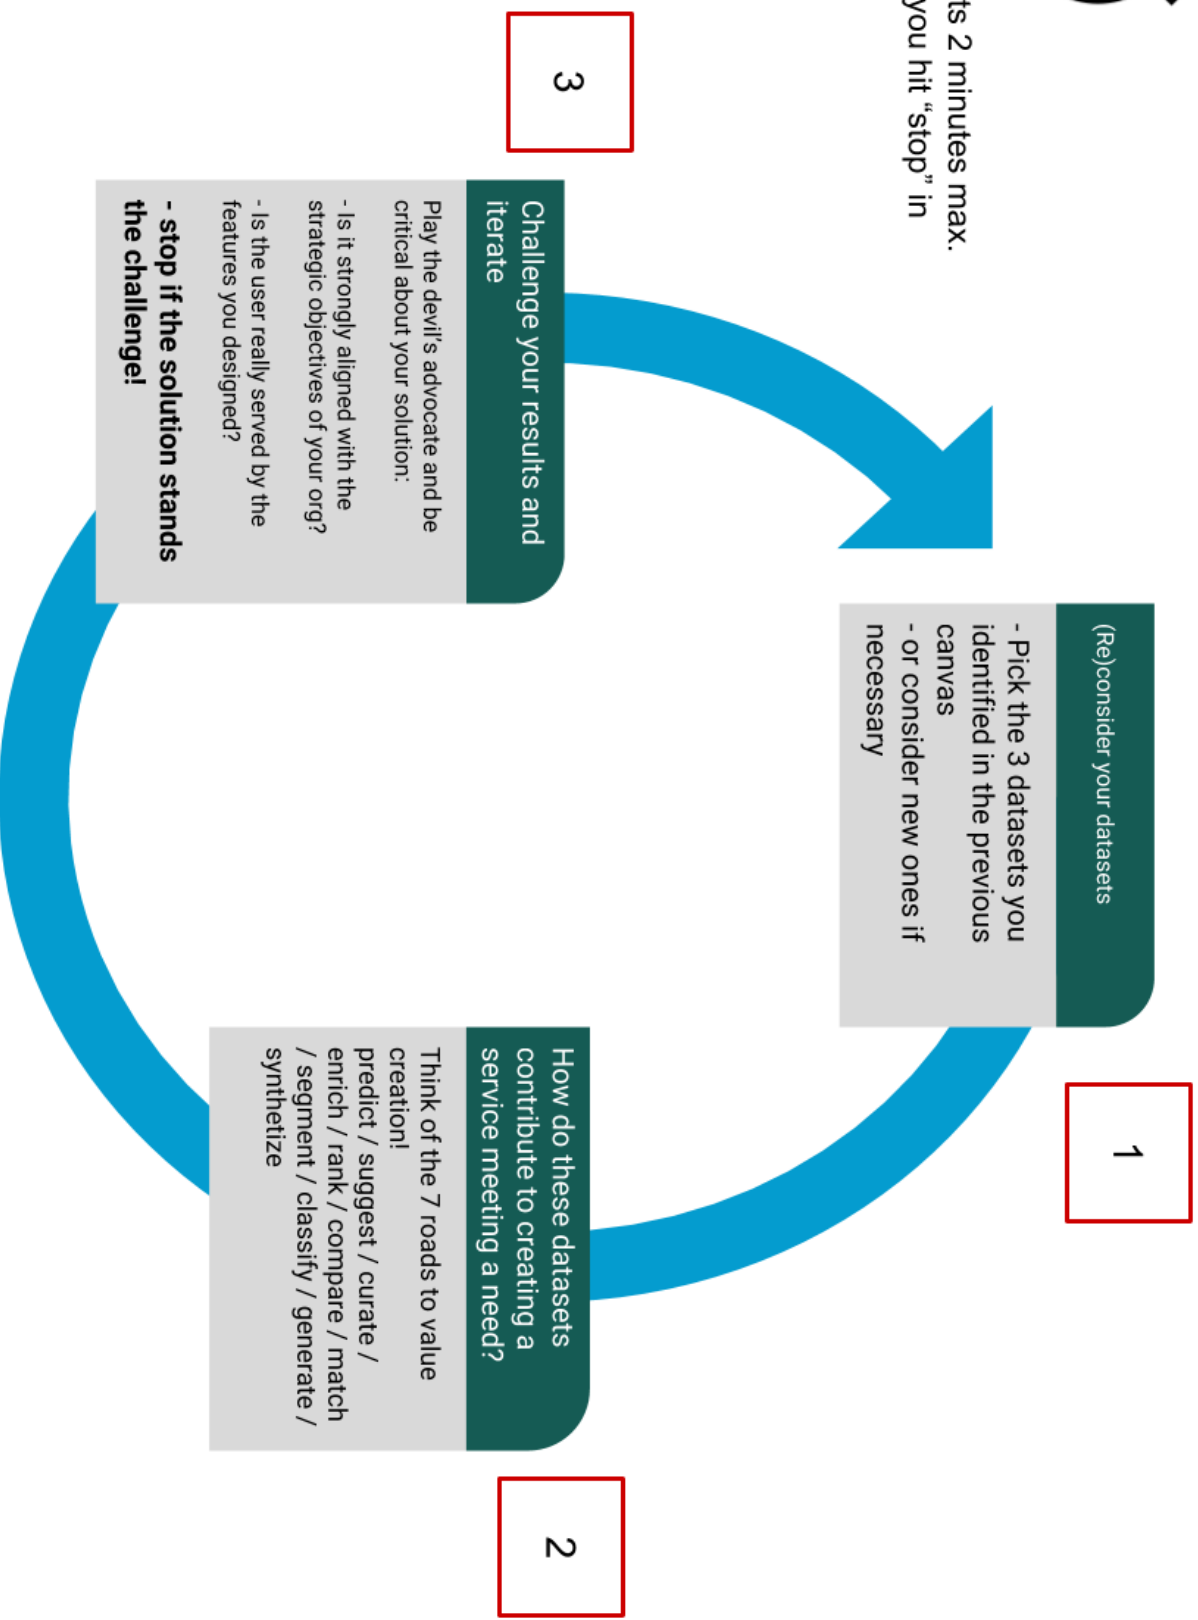 ts 2 minutes max.
you hit “stop” in
1
(Re)consider your datasets
- Pick the 3 datasets you
identified in the previous
canvas
- or consider new ones if
necessary
2
How do these datasets
contribute to creating a
service meeting a need?
Think of the 7 roads to value
creation!
predict / suggest / curate /
enrich / rank / compare / match
/ segment / classify / generate /
synthetize
3
Challenge your results and
iterate
Play the devil's advocate and be
critical about your solution:
- Is it strongly aligned with the
strategic objectives of your org?
- Is the user really served by the
features you designed?
- stop if the solution stands
the challenge!